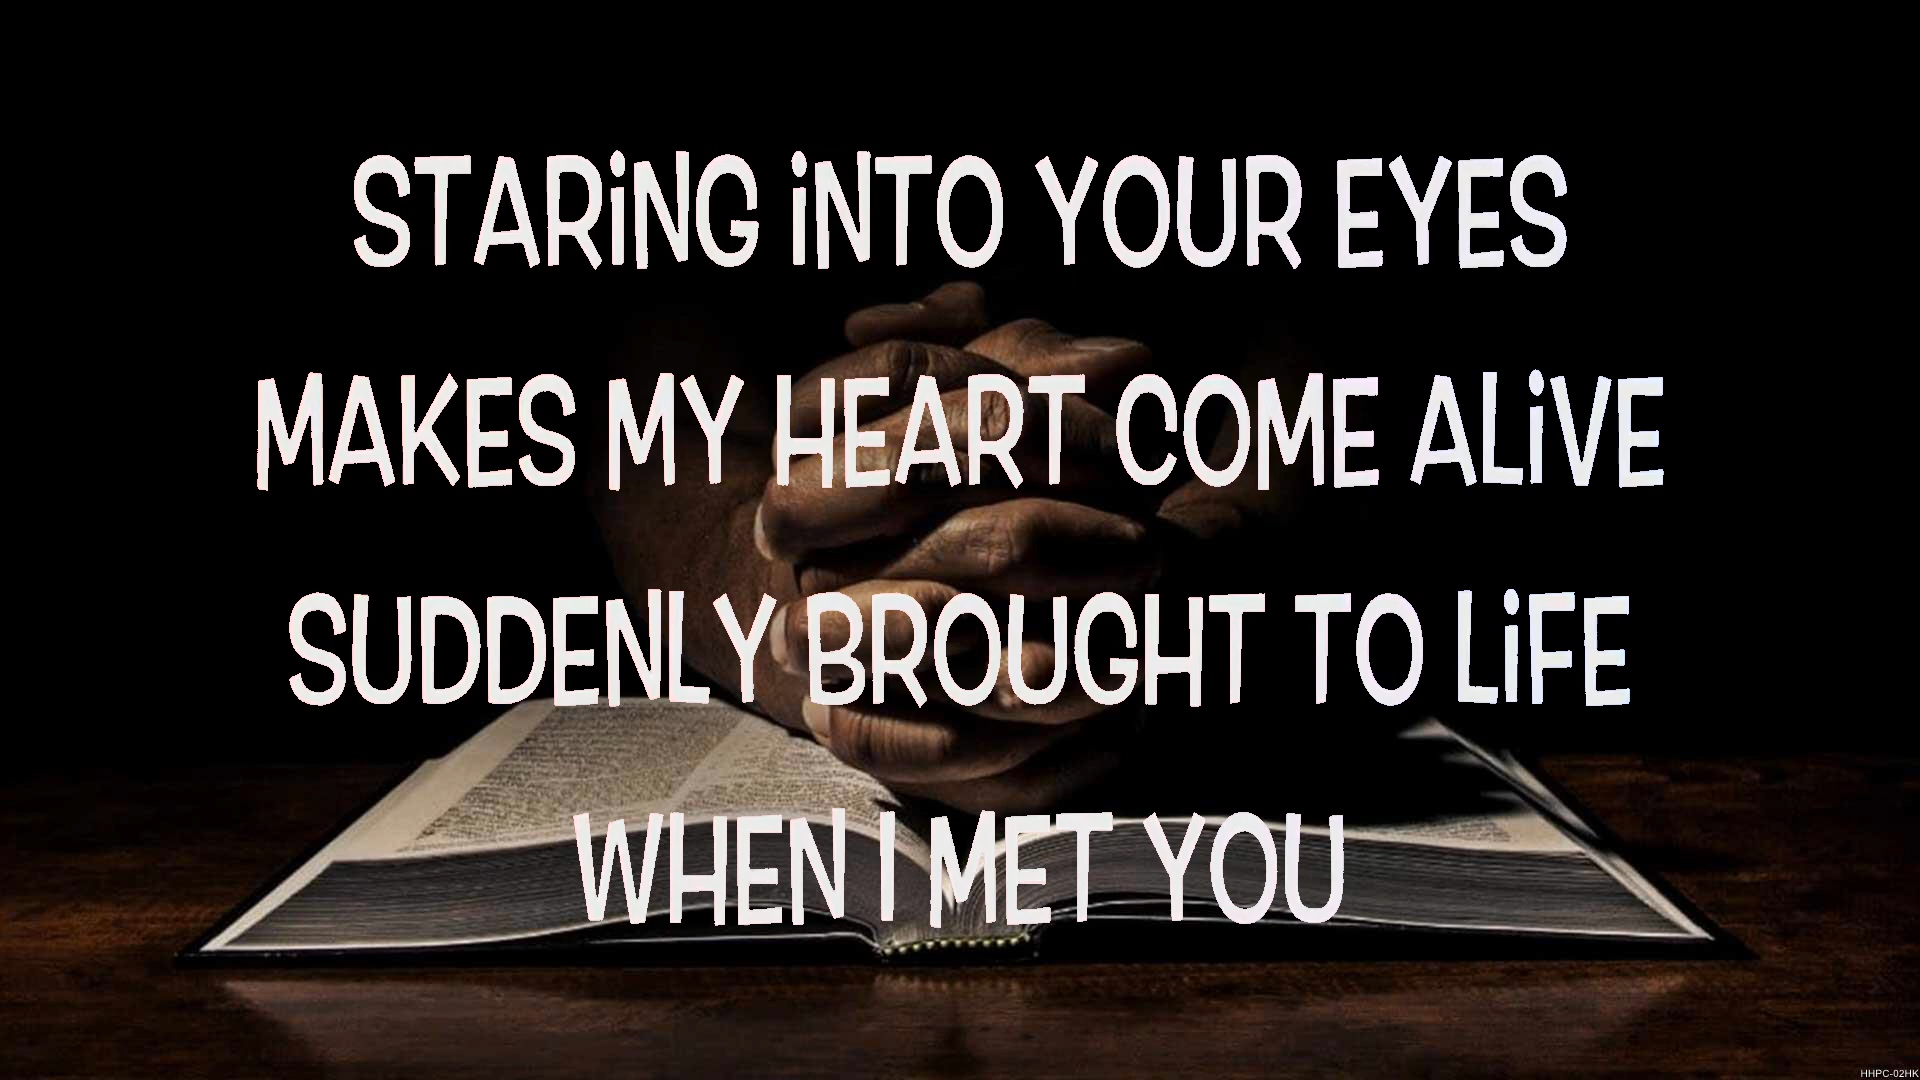 STARiNG iNTO YOUR EYES
MAKES MY HEART COME ALiVE
SUDDENLY BROUGHT TO LiFE
WHEN I MET YOU
HHPC-02HK